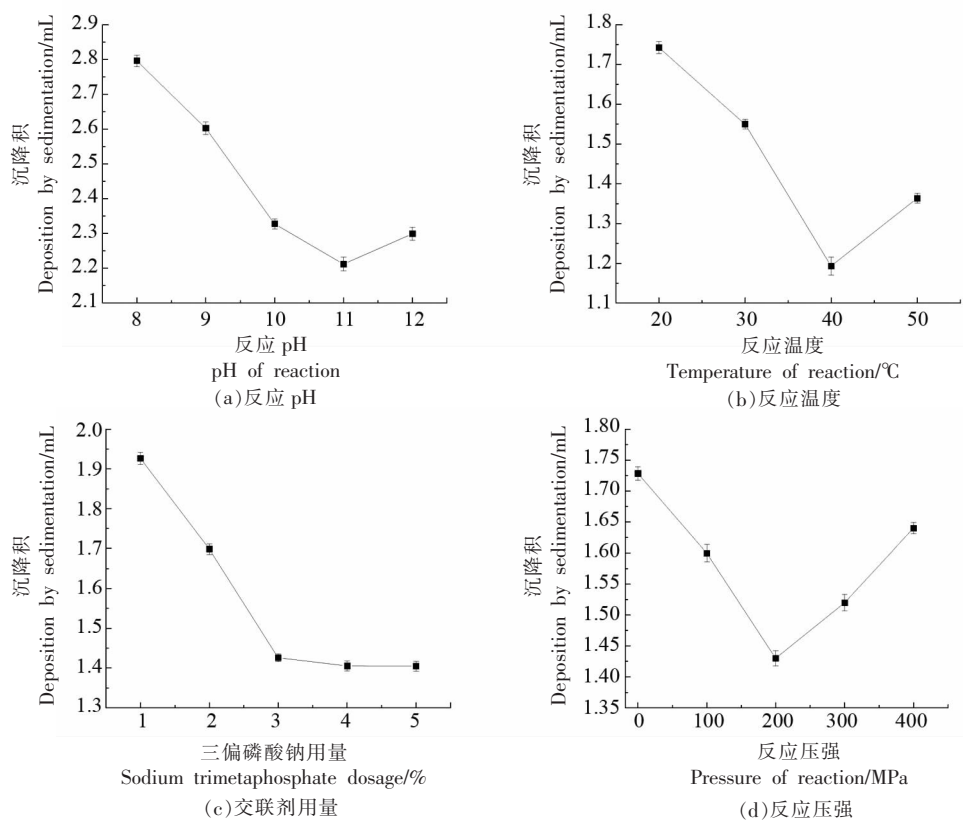 2.9
2.8
2.7
2.6
2.5
2.4
2.3
2.2
2.1
沉降积
Deposition by sedimentation/mL
8 9 10 11 12
反应 pH
pH of reaction
(a)反应 pH
1.8
1.7
1.6
1.5
1.4
1.3
1.2
1.1
沉降积
Deposition by sedimentation/mL
20 30 40 50
反应温度
Temperature of reaction/℃
(b)反应温度
2.0
1.9
1.8
1.7
1.6
1.5
1.4
1.3
沉降积
Deposition by sedimentation/mL
1 2 3 4 5
三偏磷酸钠用量
Sodium trimetaphosphate dosage/%
(c)交联剂用量
1.80
1.75
1.70
1.65
1.60
1.55
1.50
1.45
1.40
1.35
沉降积
Deposition by sedimentation/mL
0 100 200 300 400
反应压强
Pressure of reaction/MPa
(d)反应压强